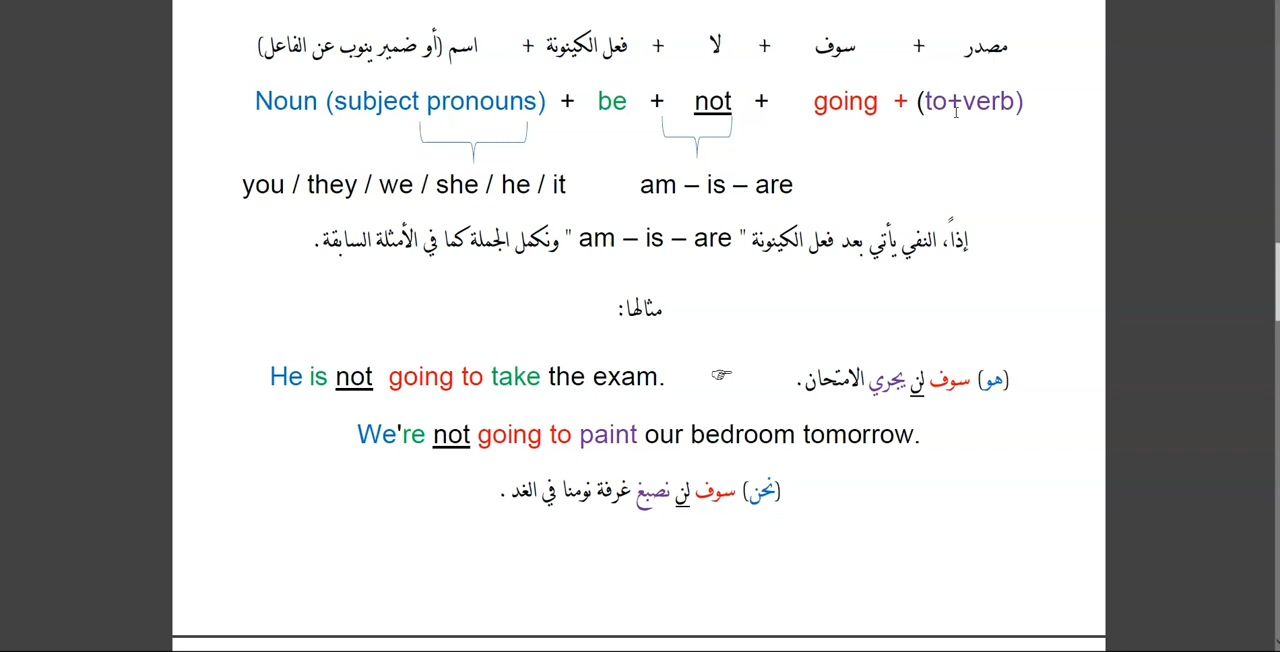 اسم (أو ضمير ينوب عن الفاعل) + فعل الكينونة + لا + سوف + مصدر
Noun (subject pronouns) + be + not + going + (to+verb)
you / they / we / she / he / it am – is – are
إذاً، النفي يأتي بعد فعل الكينونة " am – is – are " ونكمل الجملة كما في الأمثلة السابقة .
مثالها:
He is not going to take the exam. ☞ (هو) سوف لن يجري الامتحان.
We're not going to paint our bedroom tomorrow.
(نحن) سوف لن نصبغ غرفة نومنا في الغد .